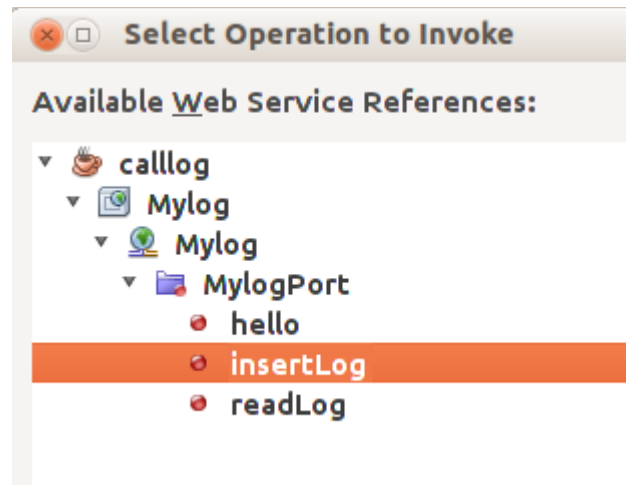 Select Operation to Invoke
Available Web Service References:
calllog
Mylog
Mylog
MylogPort
hello
insertLog
readLog